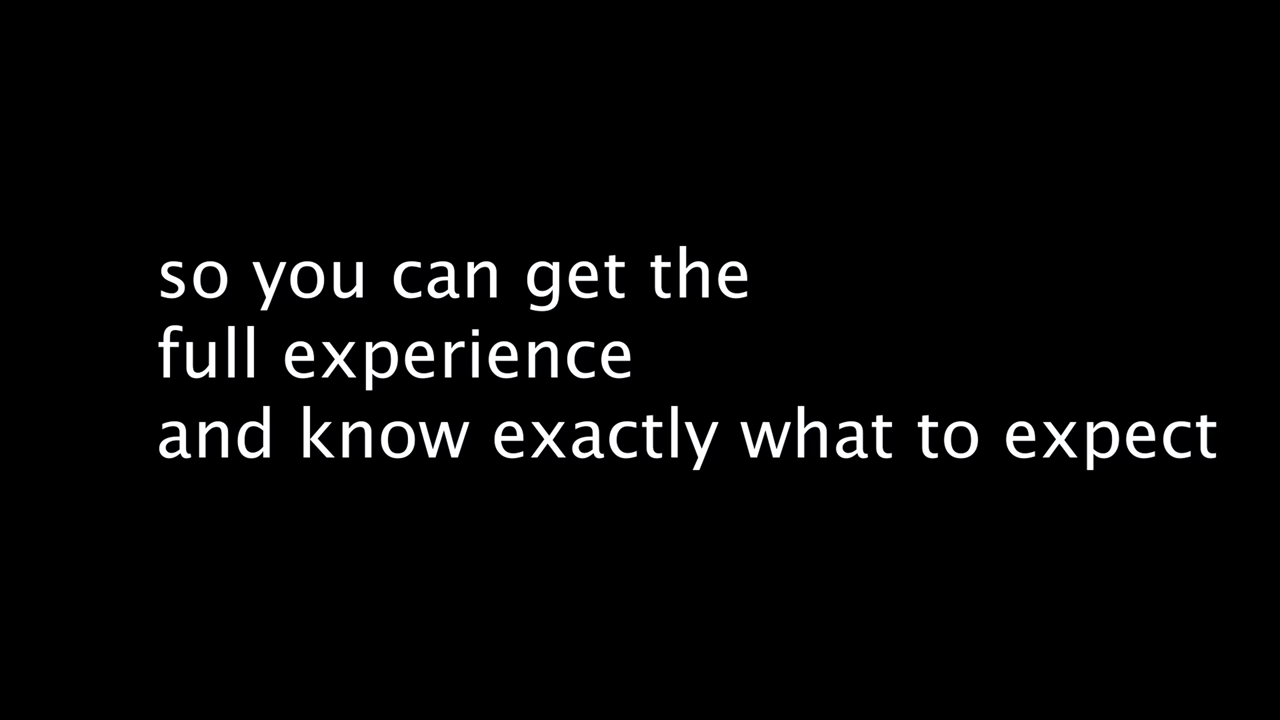 so you can get the
full experience
and know exactly what to expect